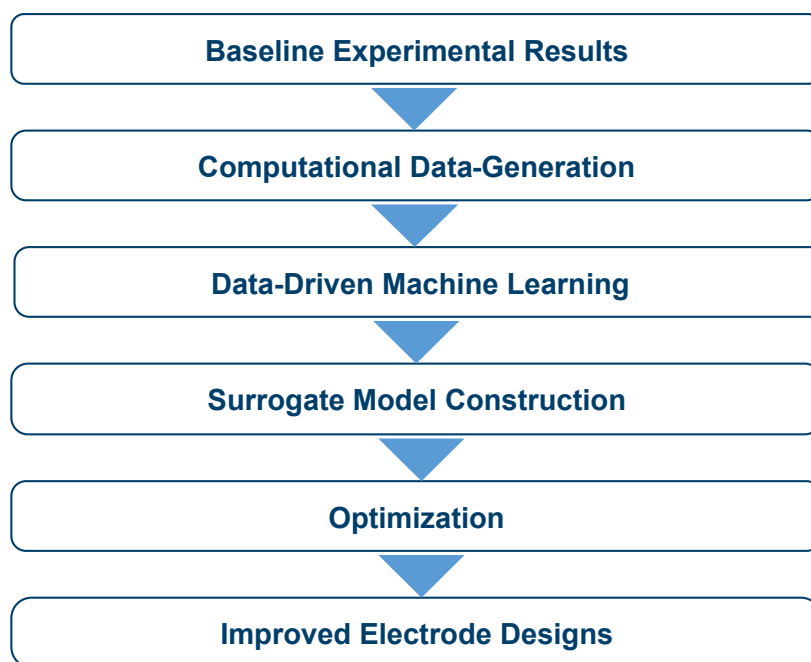 Baseline Experimental Results
Computational Data-Generation
Data-Driven Machine Learning
Surrogate Model Construction
Optimization
Improved Electrode Designs